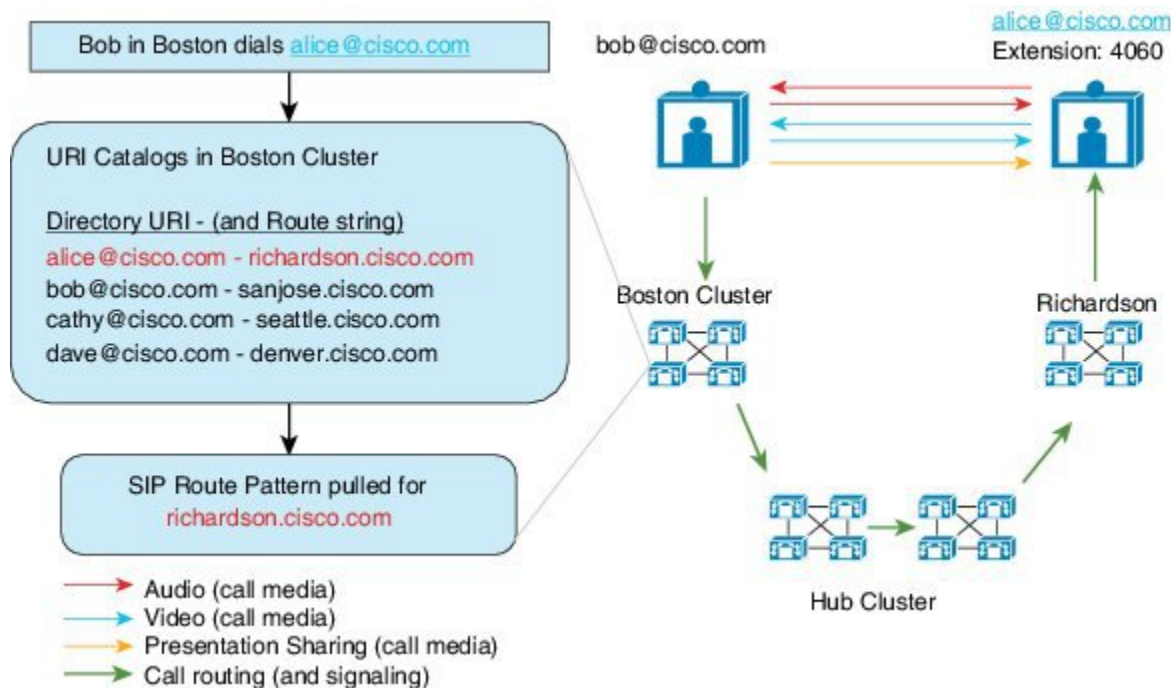 Bob in Boston dials alice@cisco.com
URI Catalogs in Boston Cluster
Directory URI - (and Route string)
alice@cisco.com - richardson.cisco.com
bob@cisco.com - sanjose.cisco.com
cathy@cisco.com - seattle.cisco.com
dave@cisco.com - denver.cisco.com
SIP Route Pattern pulled for
richardson.cisco.com
Audio (call media)
Video (call media)
Presentation Sharing (call media)
Call routing (and signaling)
bob@cisco.com
alice@cisco.com
Extension: 4060
Boston Cluster
Richardson
Hub Cluster